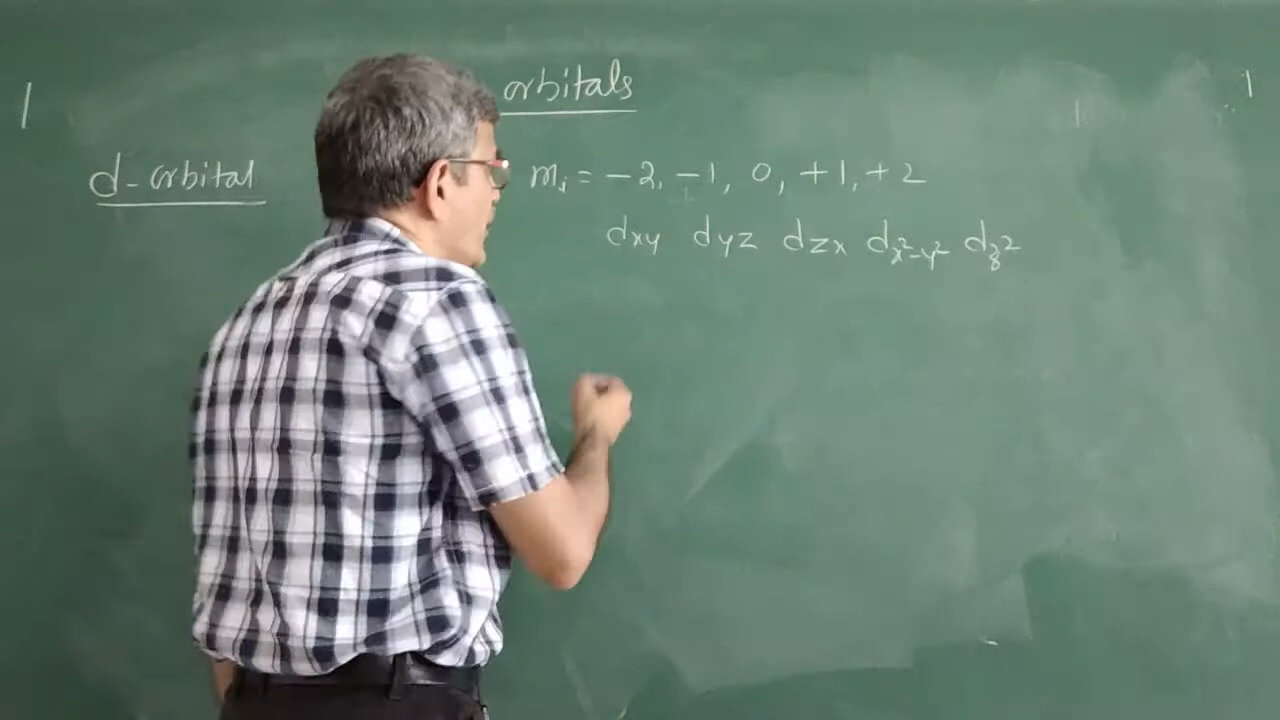 orbitals
d-orbital mₗ = -2, -1, 0, +1, +2
dxy dyz dzx dx²-y² dz²